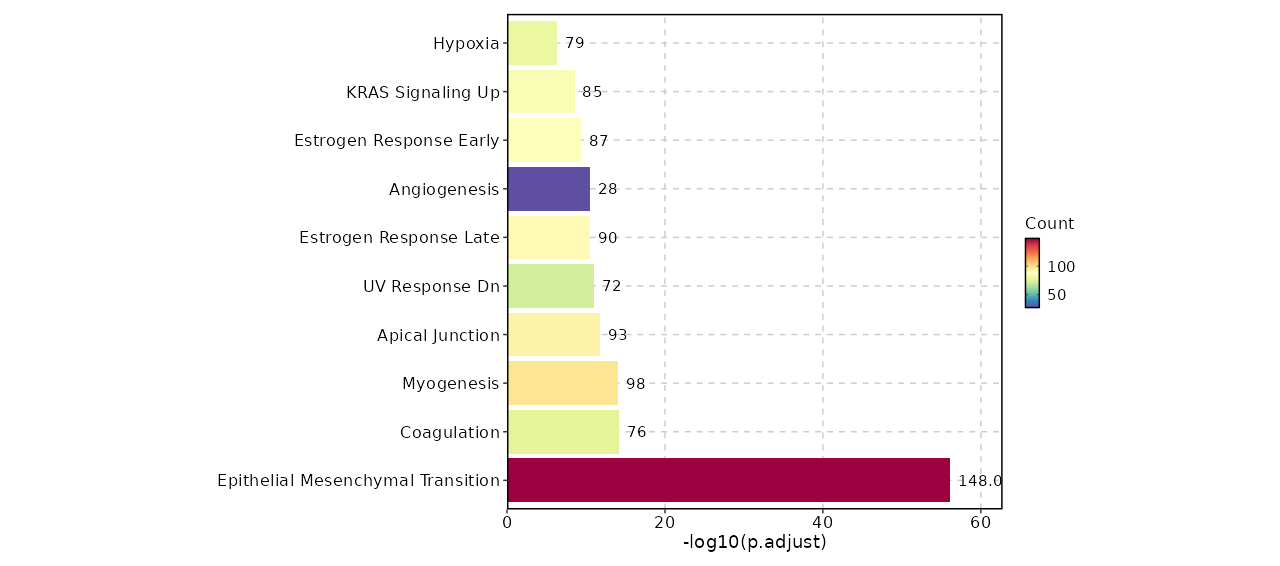 Hypoxia 79
KRAS Signaling Up 85
Estrogen Response Early 87
Angiogenesis 28
Estrogen Response Late 90
UV Response Dn 72
Apical Junction 93
Myogenesis 98
Coagulation 76
Epithelial Mesenchymal Transition 148.0
0 20 40 60
-log10(p.adjust)
Count
100
50